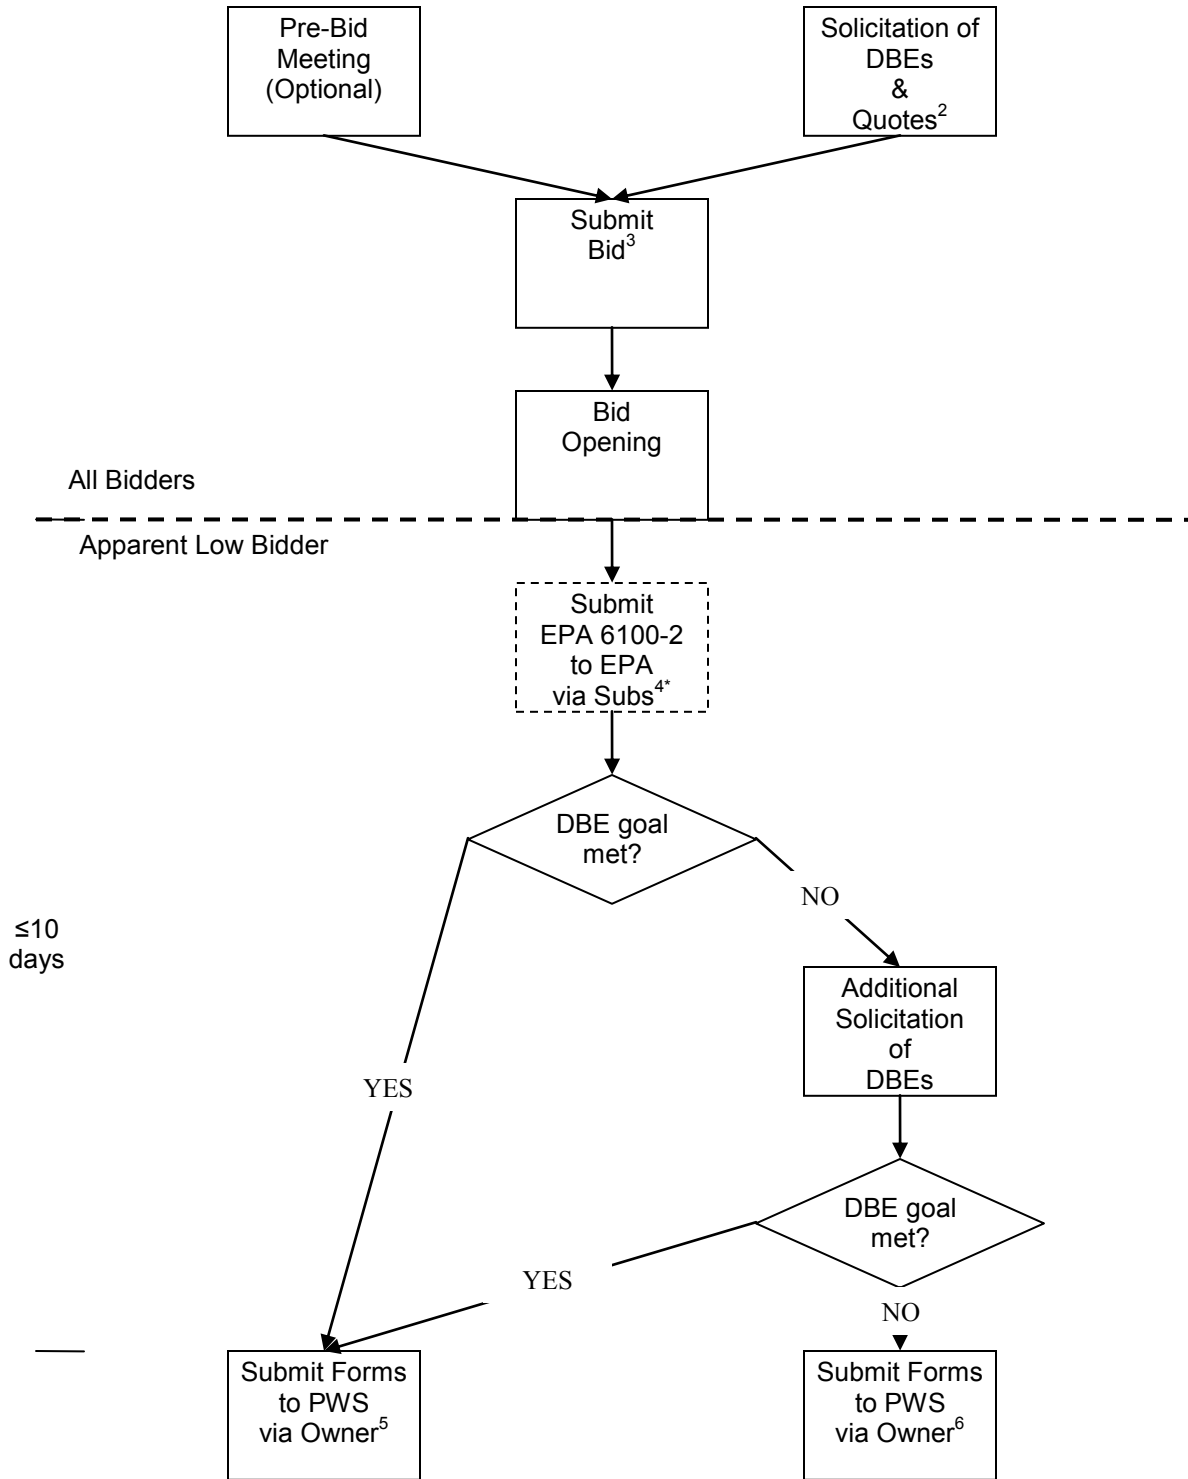 Pre-Bid
Meeting
(Optional)
Solicitation of
DBEs
&
Quotes2
Submit
Bid3
Bid
Opening
All Bidders
Apparent Low Bidder
Submit
EPA 6100-2
to EPA
via Subs4*
DBE goal
met?
NO
≤10
days
Additional
Solicitation
of
DBEs
YES
DBE goal
met?
YES
NO
Submit Forms
to PWS
via Owner5
Submit Forms
to PWS
via Owner6